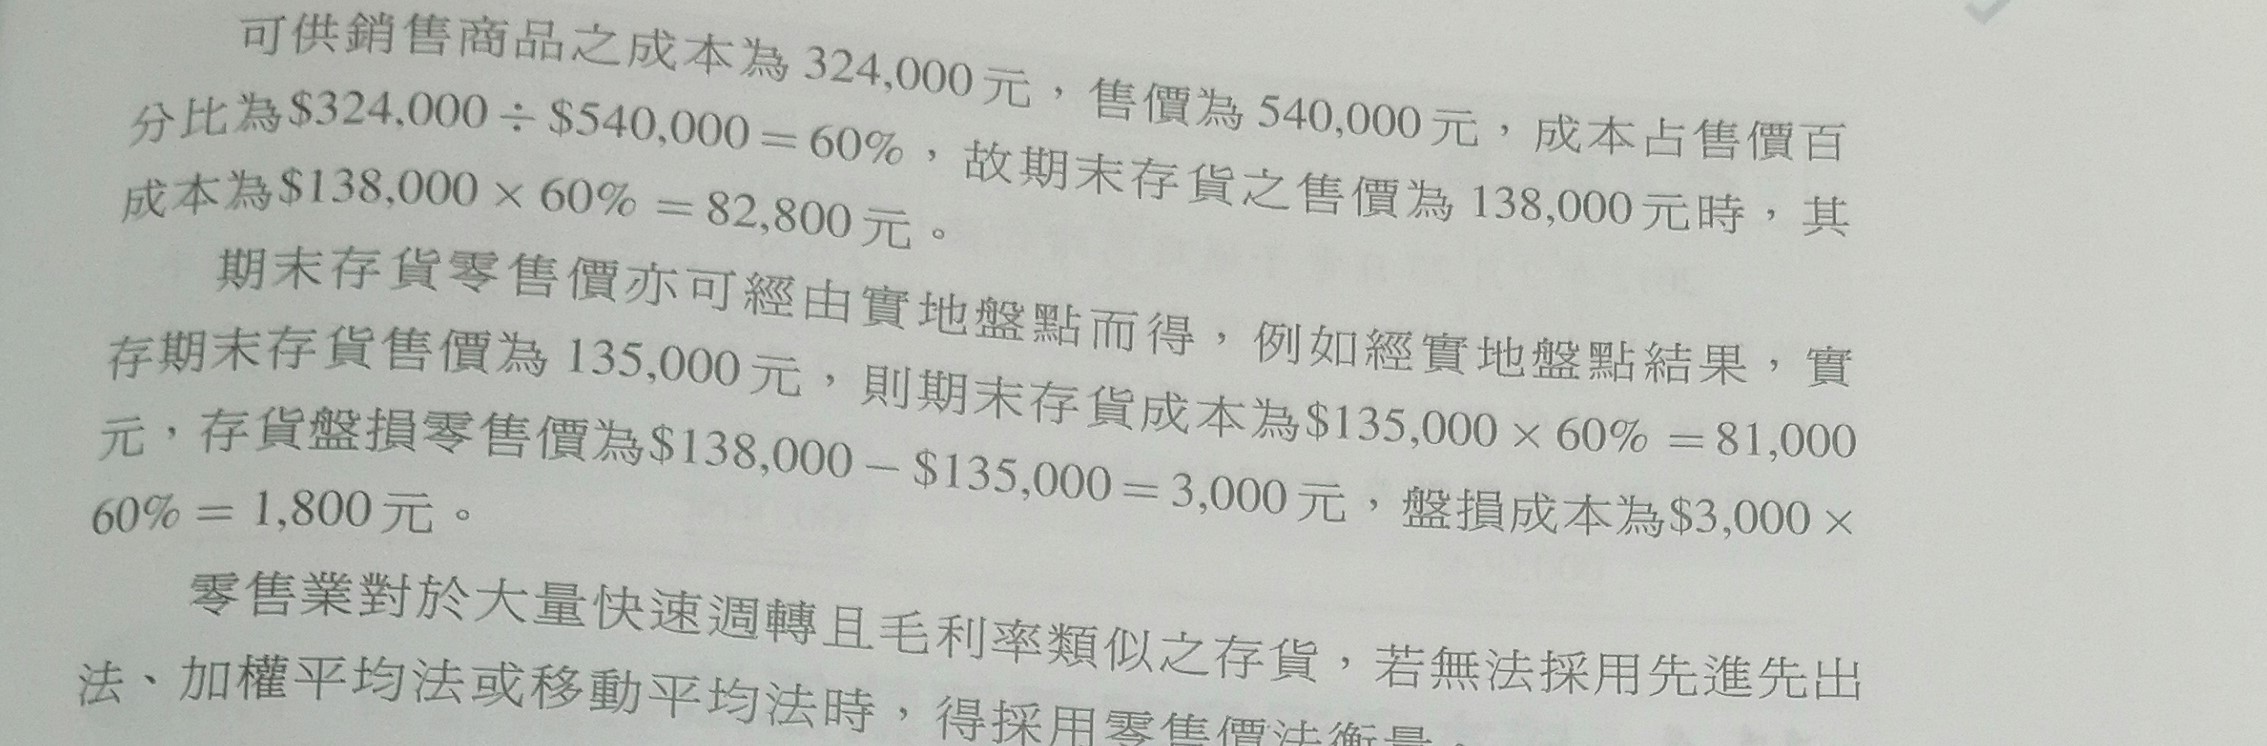 可供銷售商品之成本為 324,000 元，售價為 540,000 元，成本占售價百
分比為$324,000 ÷ $540,000 = 60%，故期末存貨之售價為 138,000 元時，其
成本為$138,000 × 60% = 82,800 元。
期末存貨零售價亦可經由實地盤點而得，例如經實地盤點結果，實
存期末存貨售價為 135,000 元，則期末存貨成本為$135,000 × 60% = 81,000
元，存貨盤損零售價為$138,000 – $135,000 = 3,000 元，盤損成本為$3,000 ×
60% = 1,800 元。
零售業對於大量快速週轉且毛利率類似之存貨，若無法採用先進先出
法、加權平均法或移動平均法時，得採用零售價法衡量